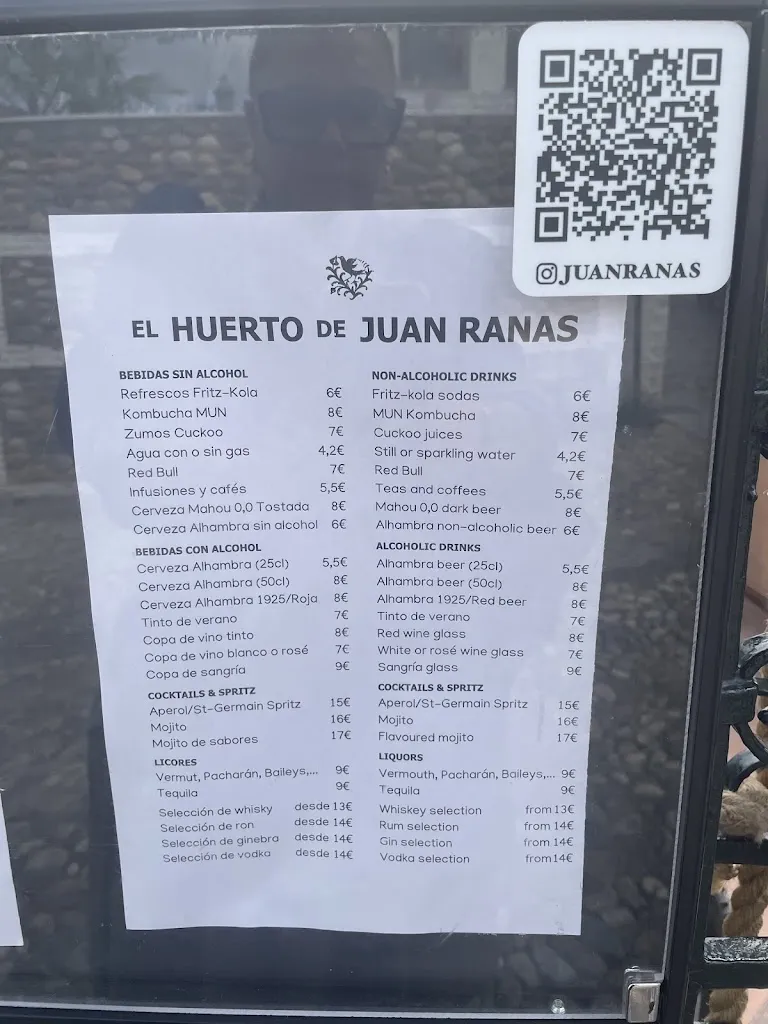 JUANRANAS
EL HUERTO DE JUAN RANAS
BEBIDAS SIN ALCOHOL
Refrescos Fritz-Kola 6€
Kombucha MUN 8€
Zumos Cuckoo 7€
Agua con o sin gas 4,2€
Red Bull 7€
Infusiones y cafés 5,5€
Cerveza Mahou 0,0 Tostada 8€
Cerveza Alhambra sin alcohol 6€
BEBIDAS CON ALCOHOL
Cerveza Alhambra (25cl) 5,5€
Cerveza Alhambra (50cl) 8€
Cerveza Alhambra 1925/Roja 8€
Tinto de verano 7€
Copa de vino tinto 8€
Copa de vino blanco o rosé 7€
Copa de sangría 9€
COCKTAILS & SPRITZ
Aperol/St-Germain Spritz 15€
Mojito 16€
Mojito de sabores 17€
LICORES
Vermut, Pacharán, Baileys,... 9€
Tequila 9€
Selección de whisky desde 13€
Selección de ron desde 14€
Selección de ginebra desde 14€
Selección de vodka desde 14€
NON-ALCOHOLIC DRINKS
Fritz-kola sodas 6€
MUN Kombucha 8€
Cuckoo juices 7€
Still or sparkling water 4,2€
Red Bull 7€
Teas and coffees 5,5€
Mahou 0,0 dark beer 8€
Alhambra non-alcoholic beer 6€
ALCOHOLIC DRINKS
Alhambra beer (25cl) 5,5€
Alhambra beer (50cl) 8€
Alhambra 1925/Red beer 8€
Tinto de verano 7€
Red wine glass 8€
White or rosé wine glass 7€
Sangría glass 9€
COCKTAILS & SPRITZ
Aperol/St-Germain Spritz 15€
Mojito 16€
Flavoured mojito 17€
LIQUORS
Vermouth, Pacharán, Baileys,... 9€
Tequila 9€
Whiskey selection from 13€
Rum selection from 14€
Gin selection from 14€
Vodka selection from 14€